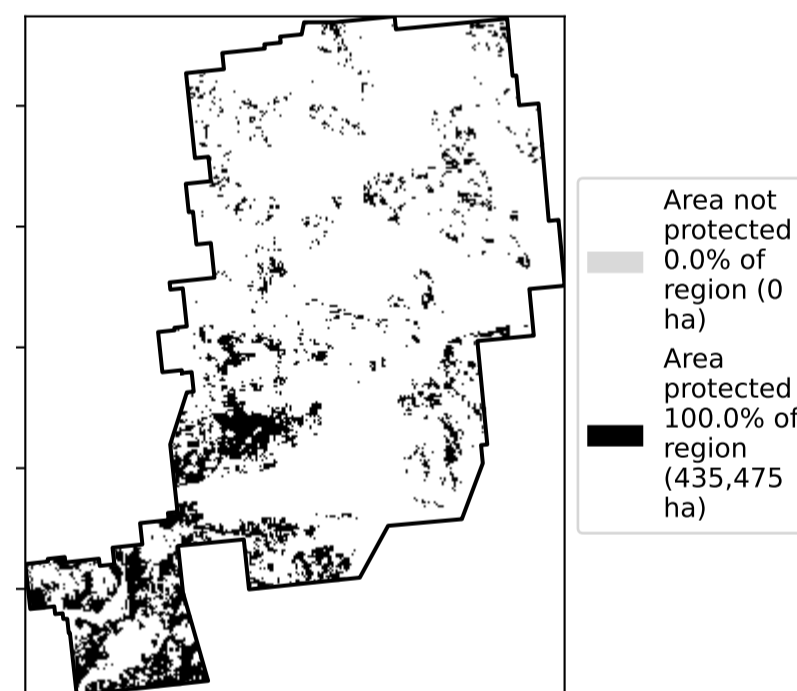 Area not
protected
0.0% of
region (0
ha)
Area
protected
100.0% of
region
(435,475
ha)